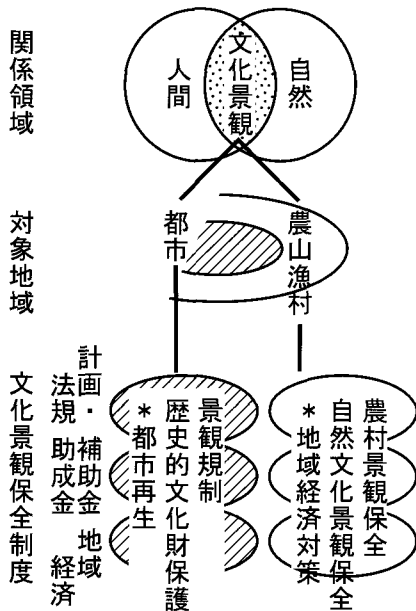 関係領域
人間
文化景観
自然
対象地域
都市
農山漁村
文化景観保全制度
計画・法規
補助金
助成金
地域経済
景観規制
歴史的文化財保護
*都市再生
農村景観保全
自然文化景観保全
*地域経済対策